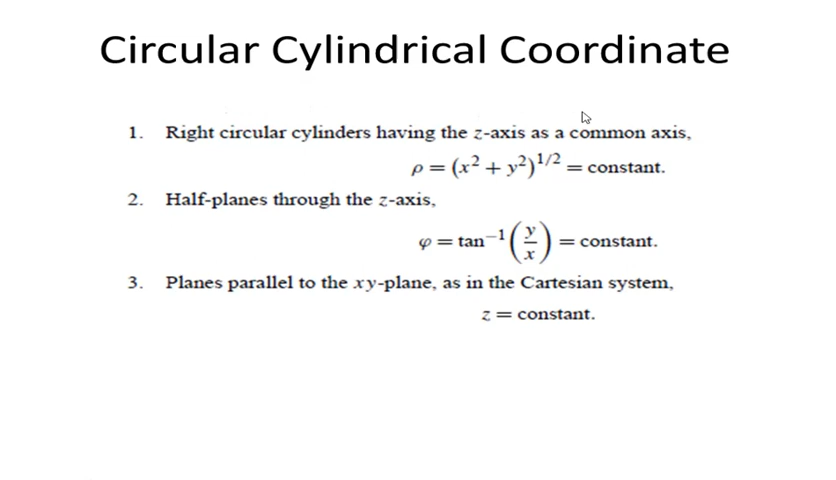 Circular Cylindrical Coordinate
1. Right circular cylinders having the z-axis as a common axis,
ρ = (x² + y²)^1/2 = constant.
2. Half-planes through the z-axis,
φ = tan⁻¹(y/x) = constant.
3. Planes parallel to the xy-plane, as in the Cartesian system,
z = constant.